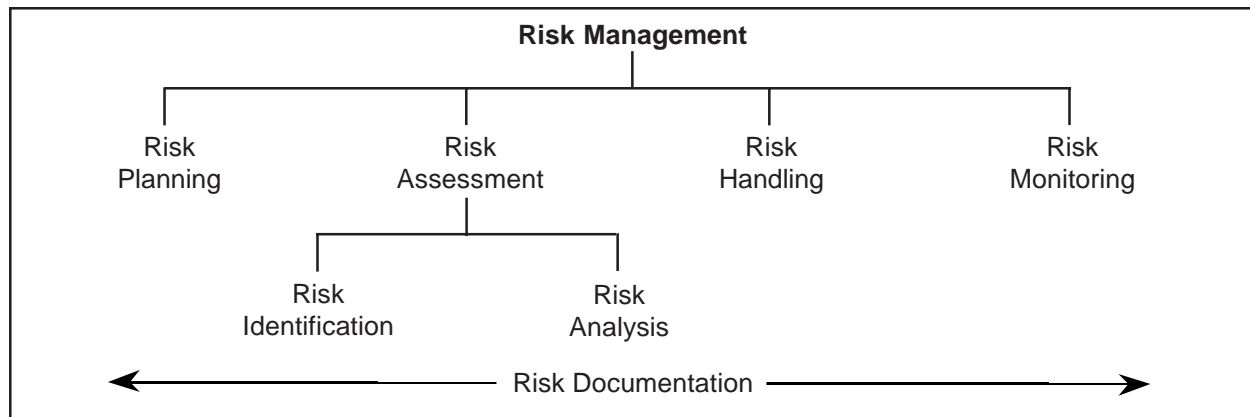 Risk Management
Risk
Planning
Risk
Assessment
Risk
Handling
Risk
Monitoring
Risk
Identification
Risk
Analysis
Risk Documentation